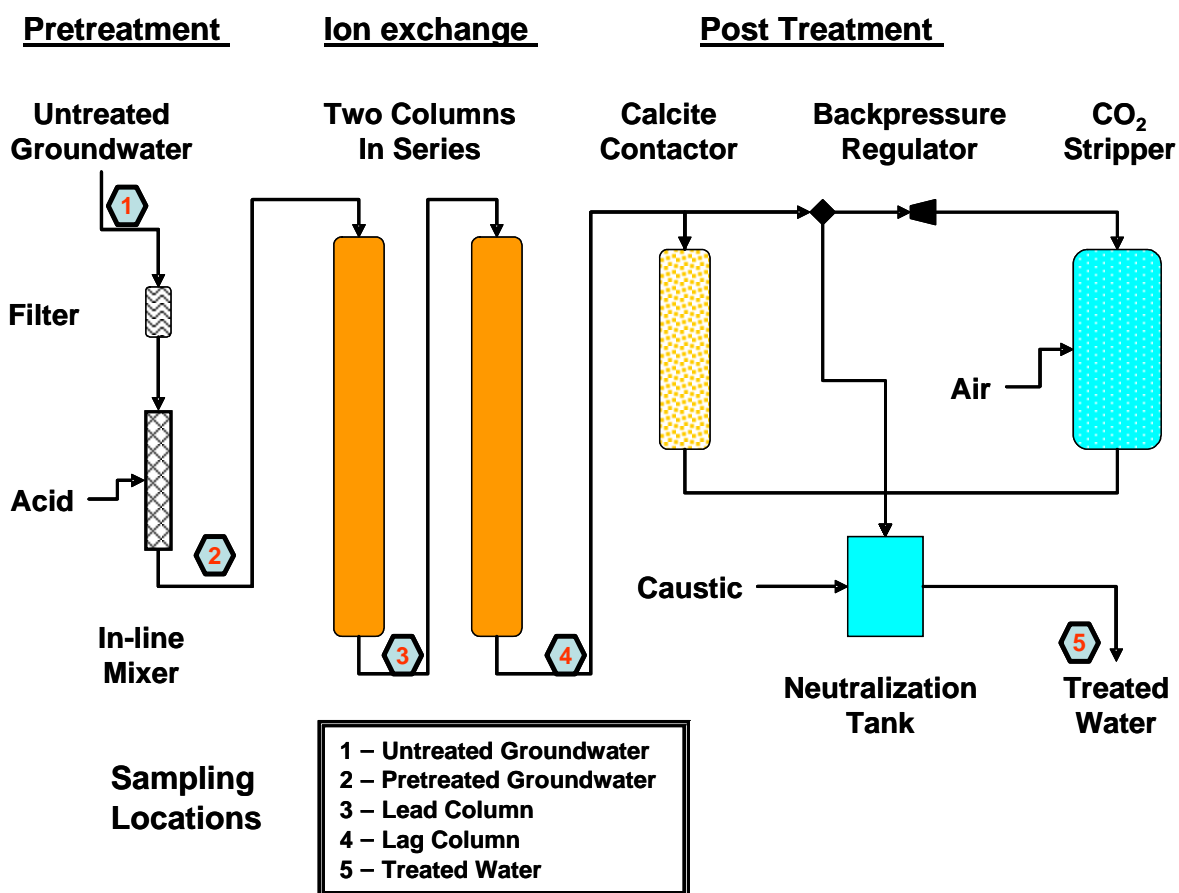 Pretreatment
Ion exchange
Post Treatment
Untreated
Groundwater
Two Columns
In Series
Calcite
Contactor
Backpressure
Regulator
CO₂
Stripper
1
Filter
Air
Acid
2
Caustic
In-line
Mixer
3
4
5
Neutralization
Tank
Treated
Water
Sampling
Locations
1 – Untreated Groundwater
2 – Pretreated Groundwater
3 – Lead Column
4 – Lag Column
5 – Treated Water